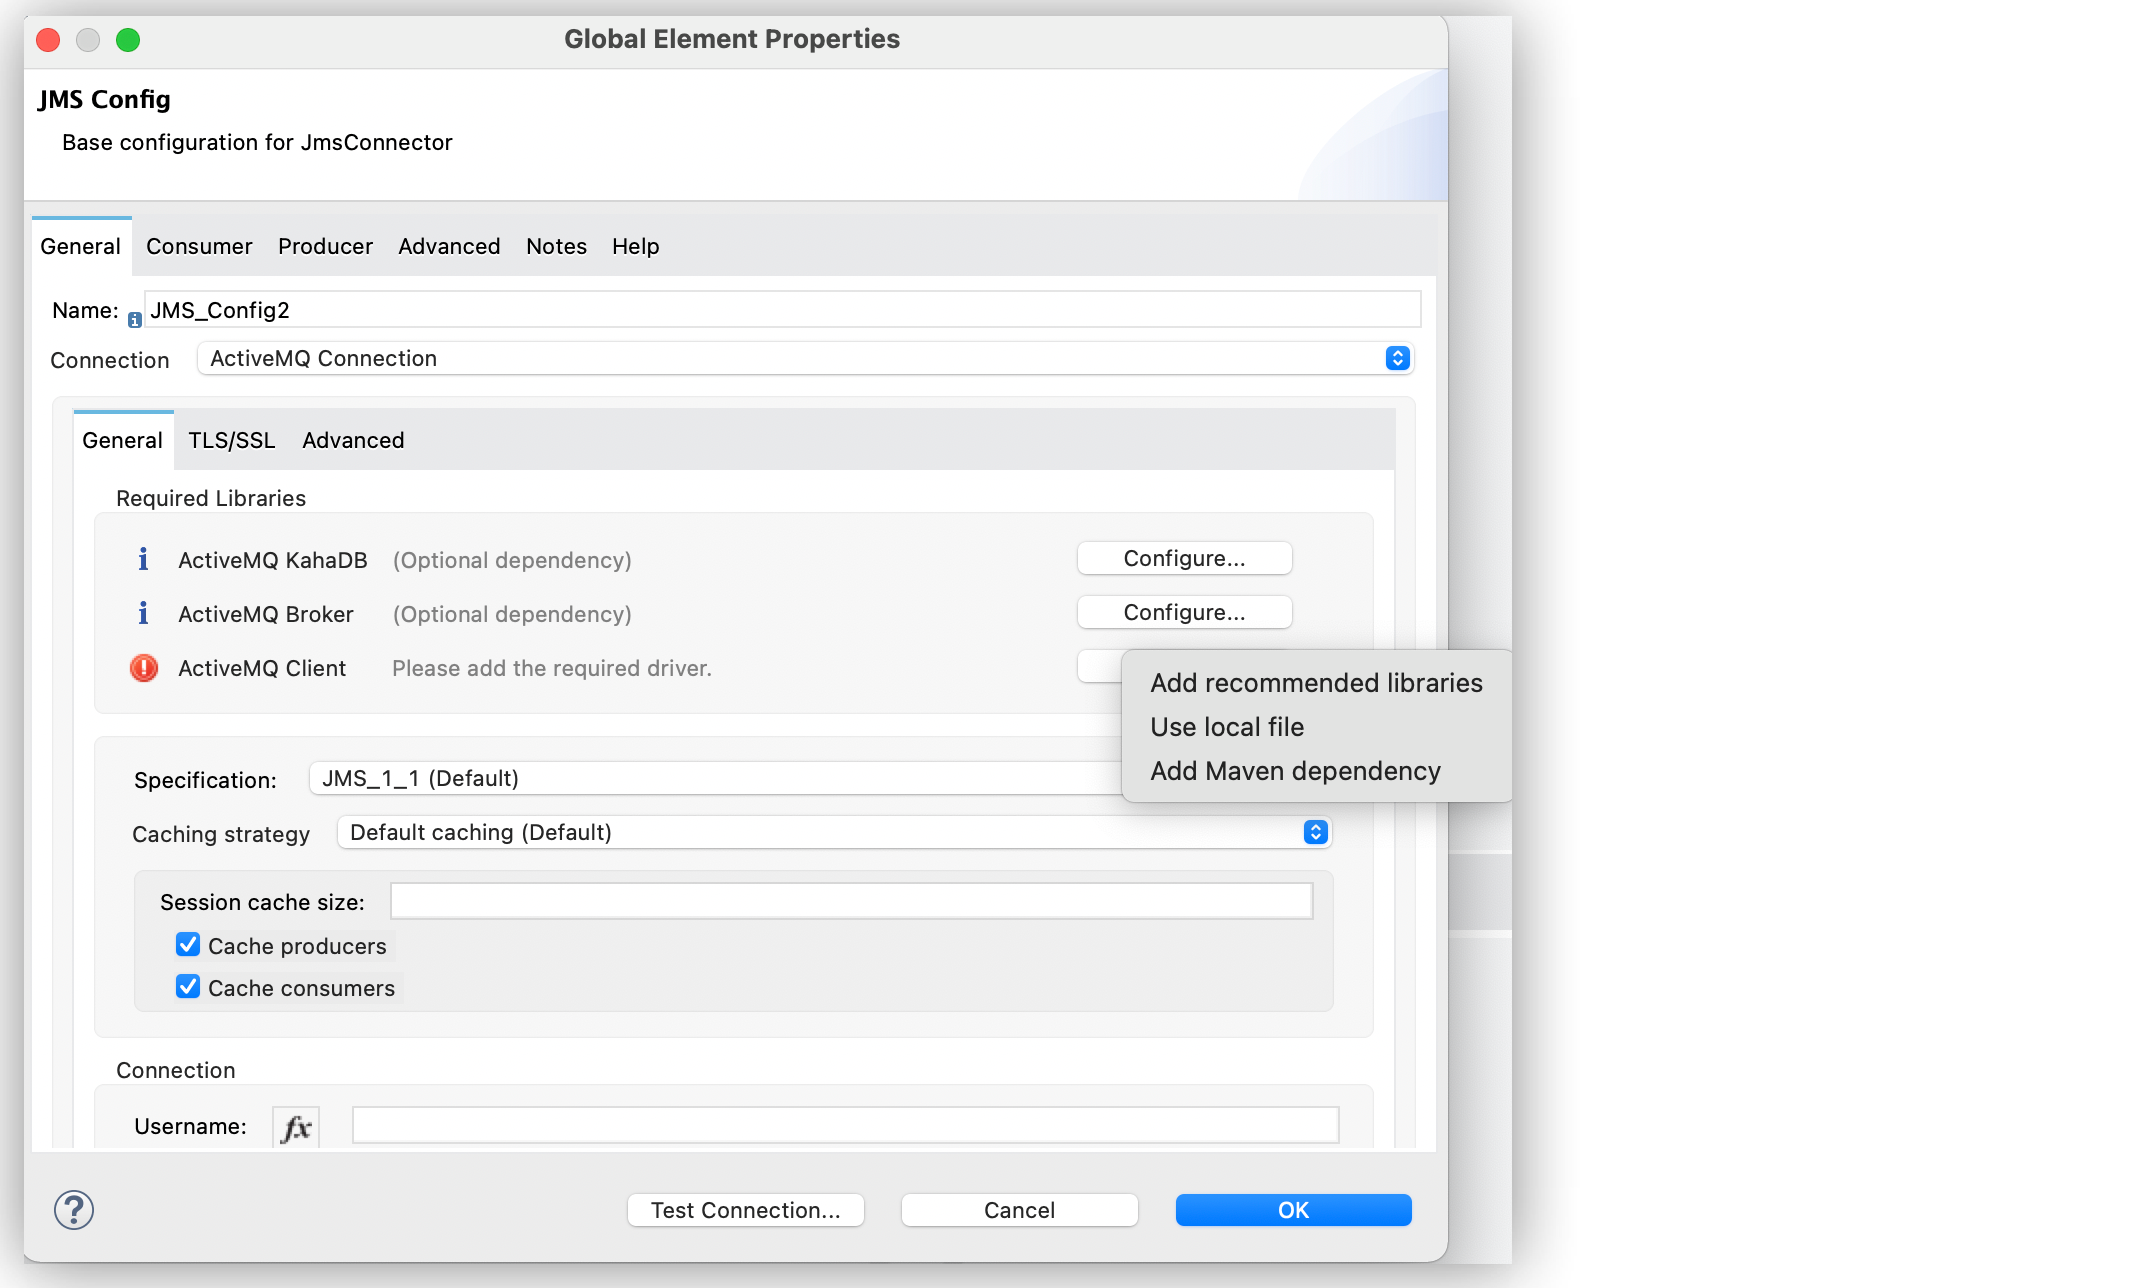 Global Element Properties
JMS Config
Base configuration for JmsConnector
General Consumer Producer Advanced Notes Help
Name: JMS_Config2
Connection ActiveMQ Connection
General TLS/SSL Advanced
Required Libraries
ActiveMQ KahaDB (Optional dependency) Configure...
ActiveMQ Broker (Optional dependency) Configure...
ActiveMQ Client Please add the required driver.
Add recommended libraries
Use local file
Add Maven dependency
Specification: JMS_1_1 (Default)
Caching strategy Default caching (Default)
Session cache size:
Cache producers
Cache consumers
Connection
Username: fx
? Test Connection... Cancel OK